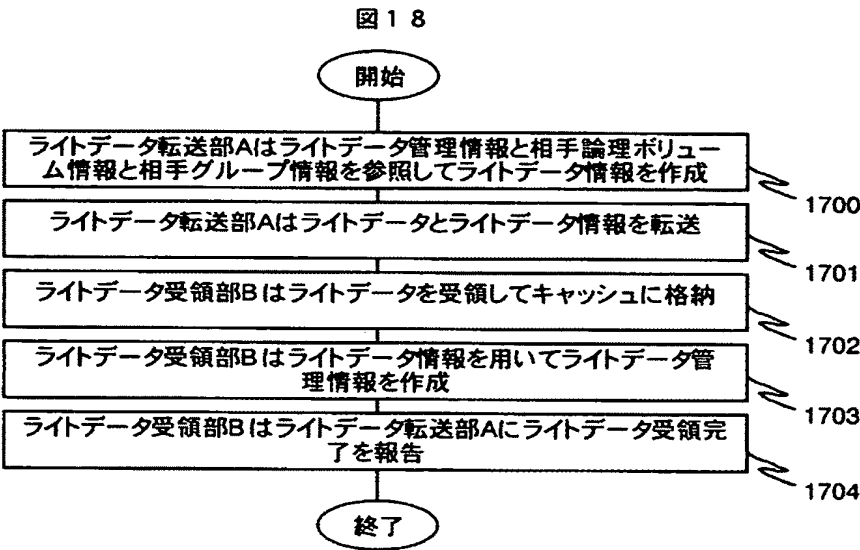 図18
開始
ライトデータ転送部Aはライトデータ管理情報と相手論理ボリュー
ム情報と相手グループ情報を参照してライトデータ情報を作成
1700
ライトデータ転送部Aはライトデータとライトデータ情報を転送
1701
ライトデータ受領部Bはライトデータを受領してキャッシュに格納
1702
ライトデータ受領部Bはライトデータ情報を用いてライトデータ管
理情報を作成
1703
ライトデータ受領部Bはライトデータ転送部Aにライトデータ受領完
了を報告
1704
終了